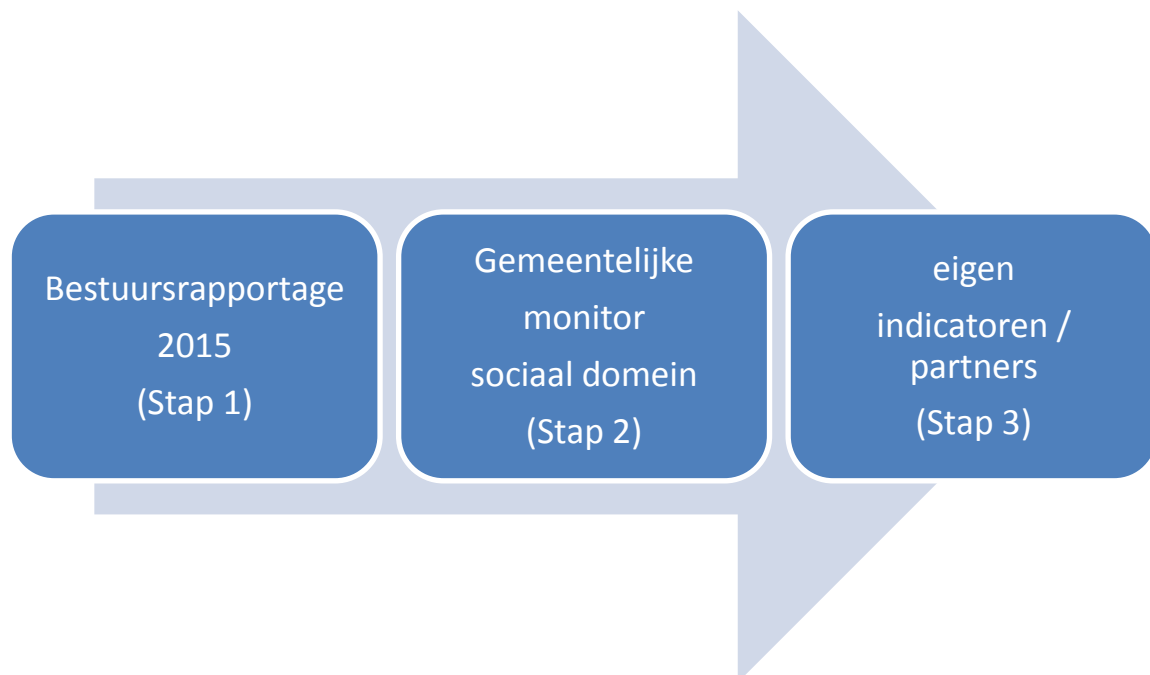 Bestuursrapportage
2015
(Stap 1)
Gemeentelijke
monitor
sociaal domein
(Stap 2)
eigen
indicatoren /
partners
(Stap 3)